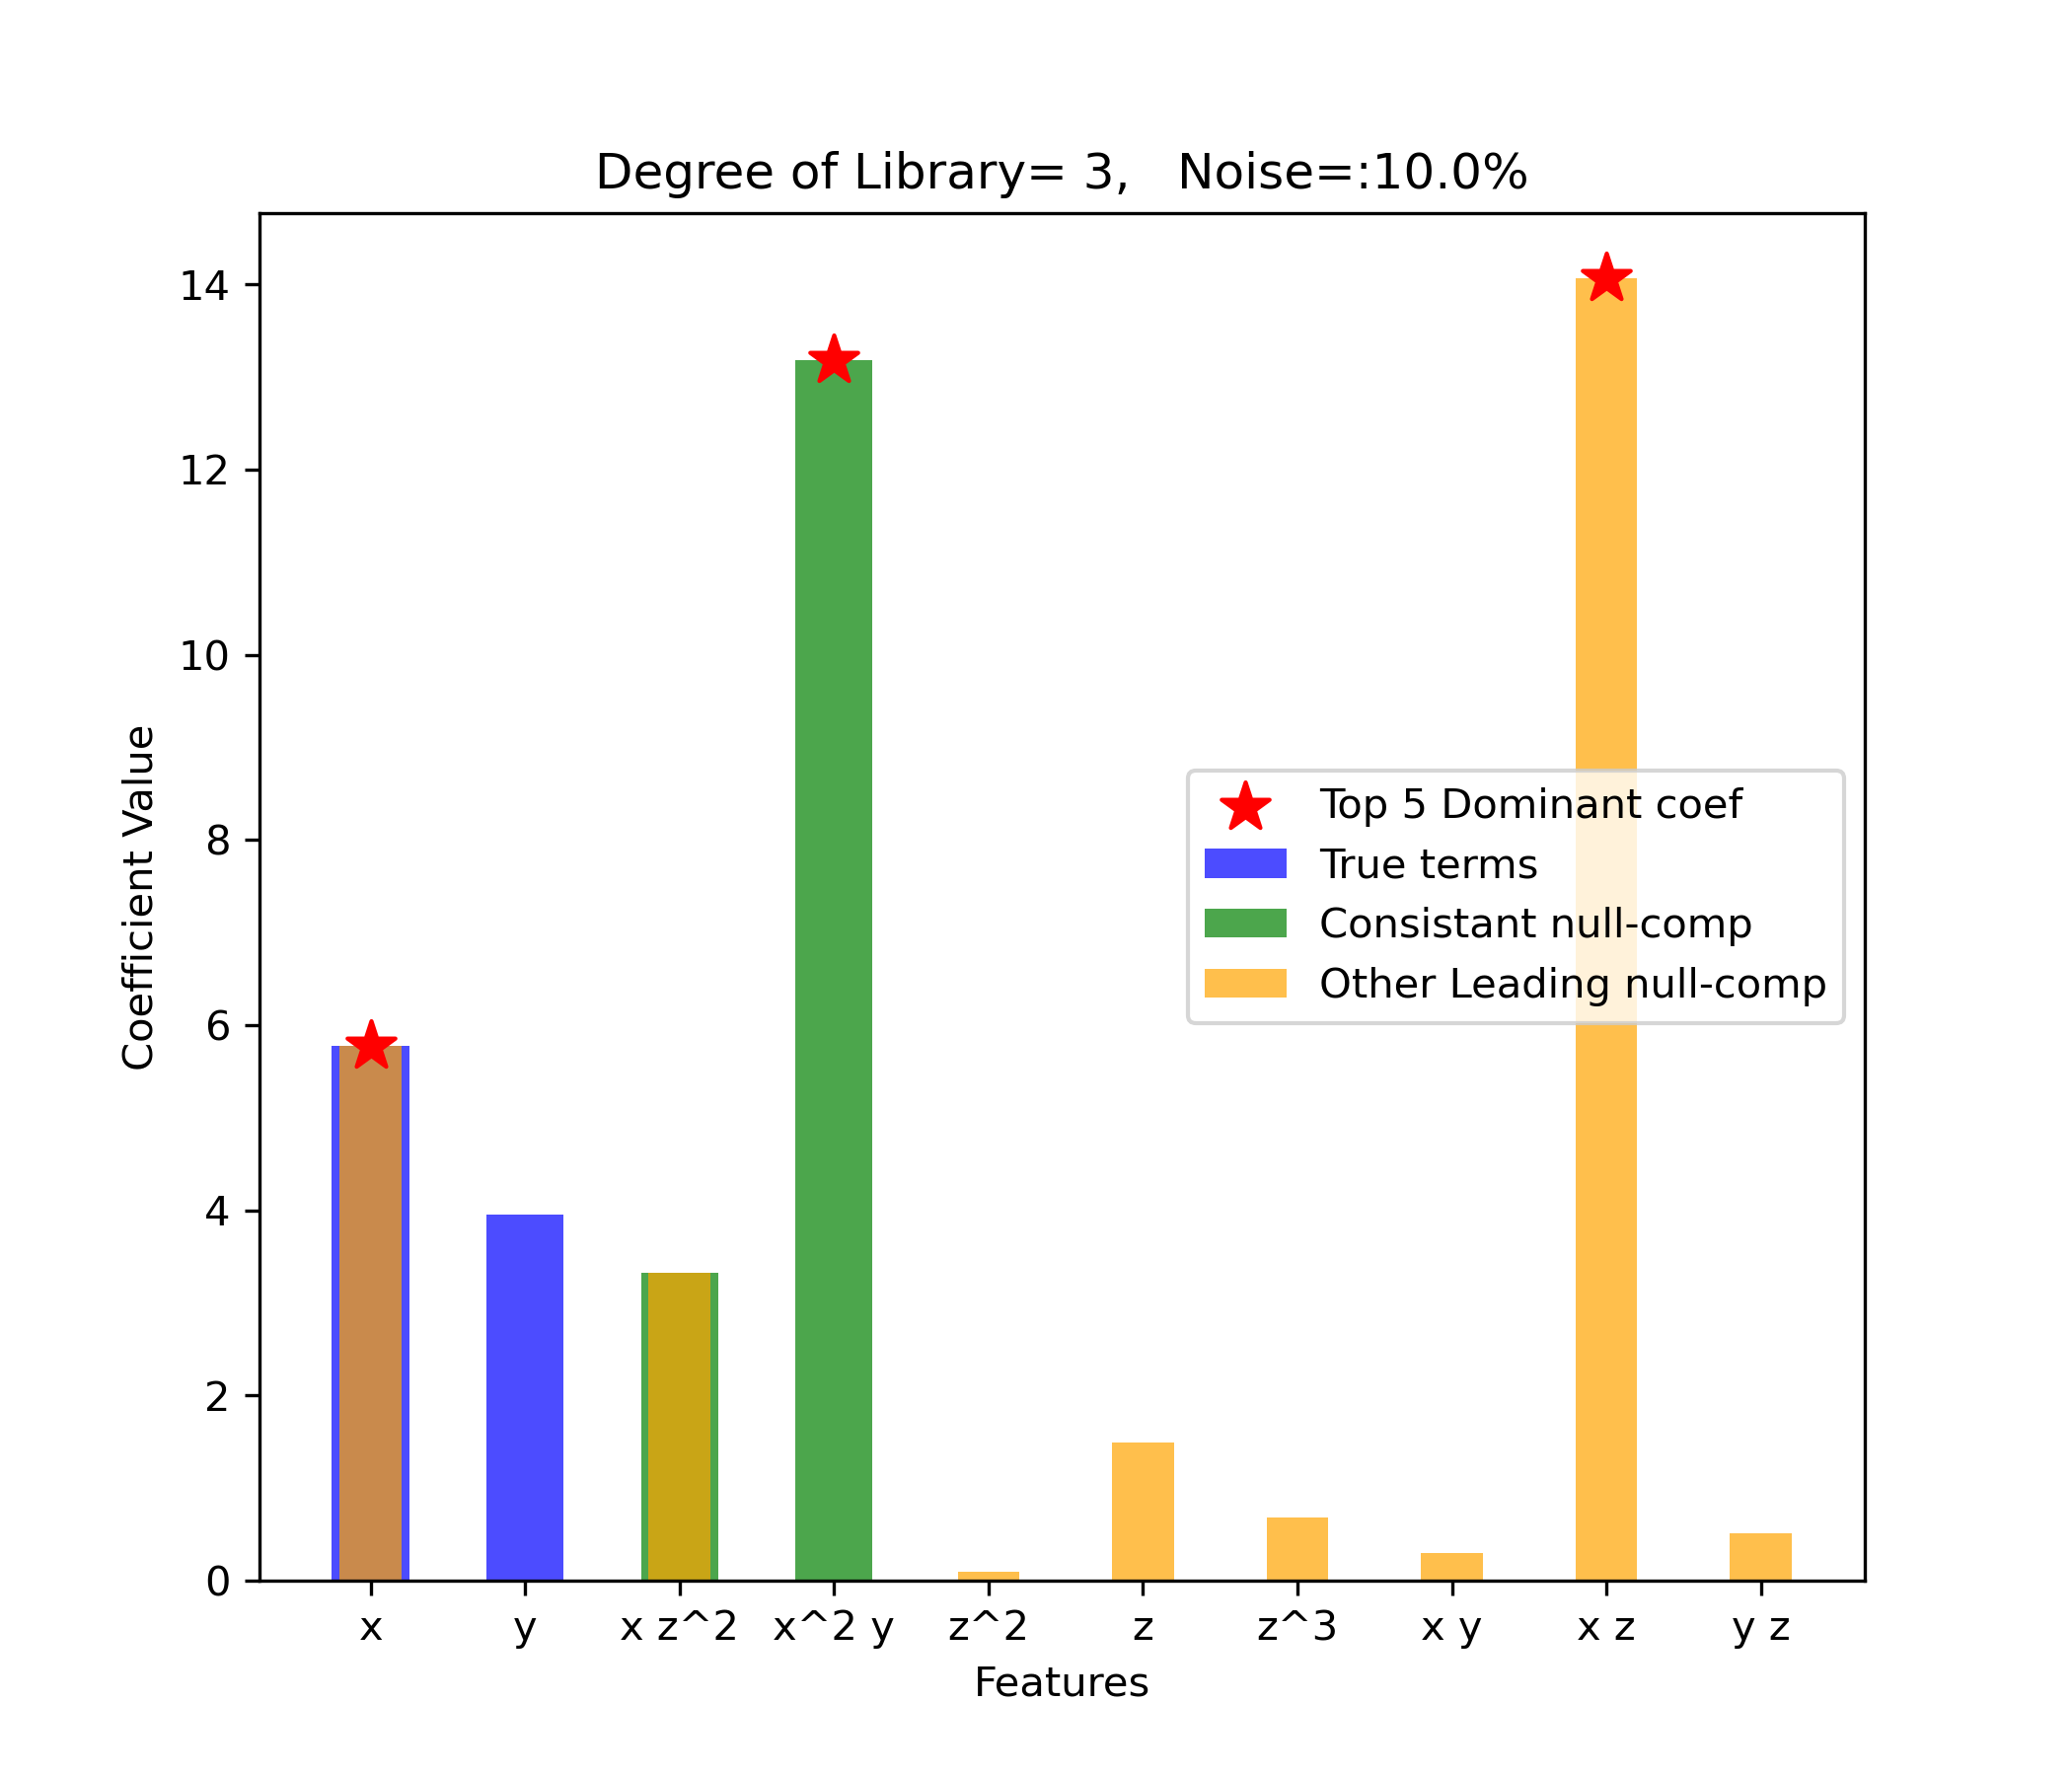 Degree of Library= 3,   Noise=:10.0%
14
12
10
8
6
4
2
0
Coefficient Value
Top 5 Dominant coef
True terms
Consistant null-comp
Other Leading null-comp
x y x z^2 x^2 y z^2 z z^3 x y x z y z
Features